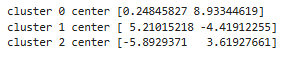 cluster 0 center [0.24845827 8.93344619]
cluster 1 center [ 5.21015218 -4.41912255]
cluster 2 center [-5.8929371   3.61927661]